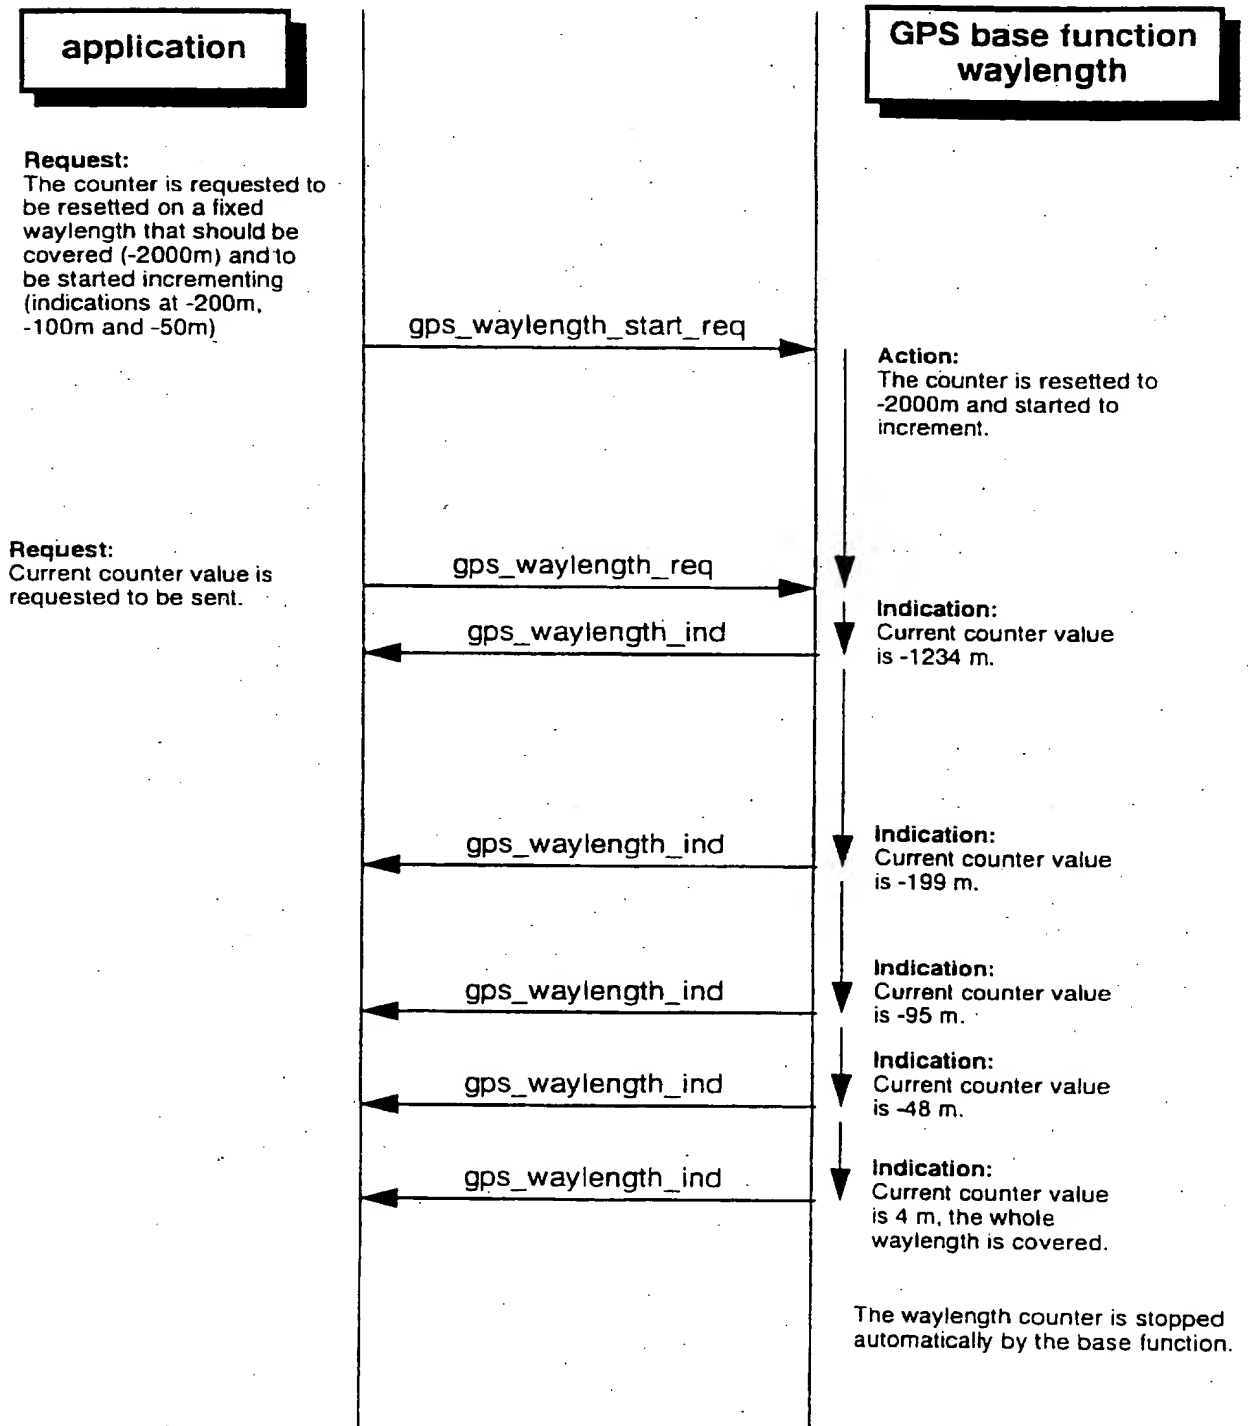 application
GPS base function
waylength
Request:
The counter is requested to
be resetted on a fixed
waylength that should be
covered (-2000m) and to
be started incrementing
(indications at -200m,
-100m and -50m)
gps_waylength_start_req
Action:
The counter is resetted to
-2000m and started to
increment.
Request:
Current counter value is
requested to be sent.
gps_waylength_req
gps_waylength_ind
Indication:
Current counter value
is -1234 m.
gps_waylength_ind
Indication:
Current counter value
is -199 m.
gps_waylength_ind
Indication:
Current counter value
is -95 m.
gps_waylength_ind
Indication:
Current counter value
is -48 m.
gps_waylength_ind
Indication:
Current counter value
is 4 m, the whole
waylength is covered.
The waylength counter is stopped
automatically by the base function.